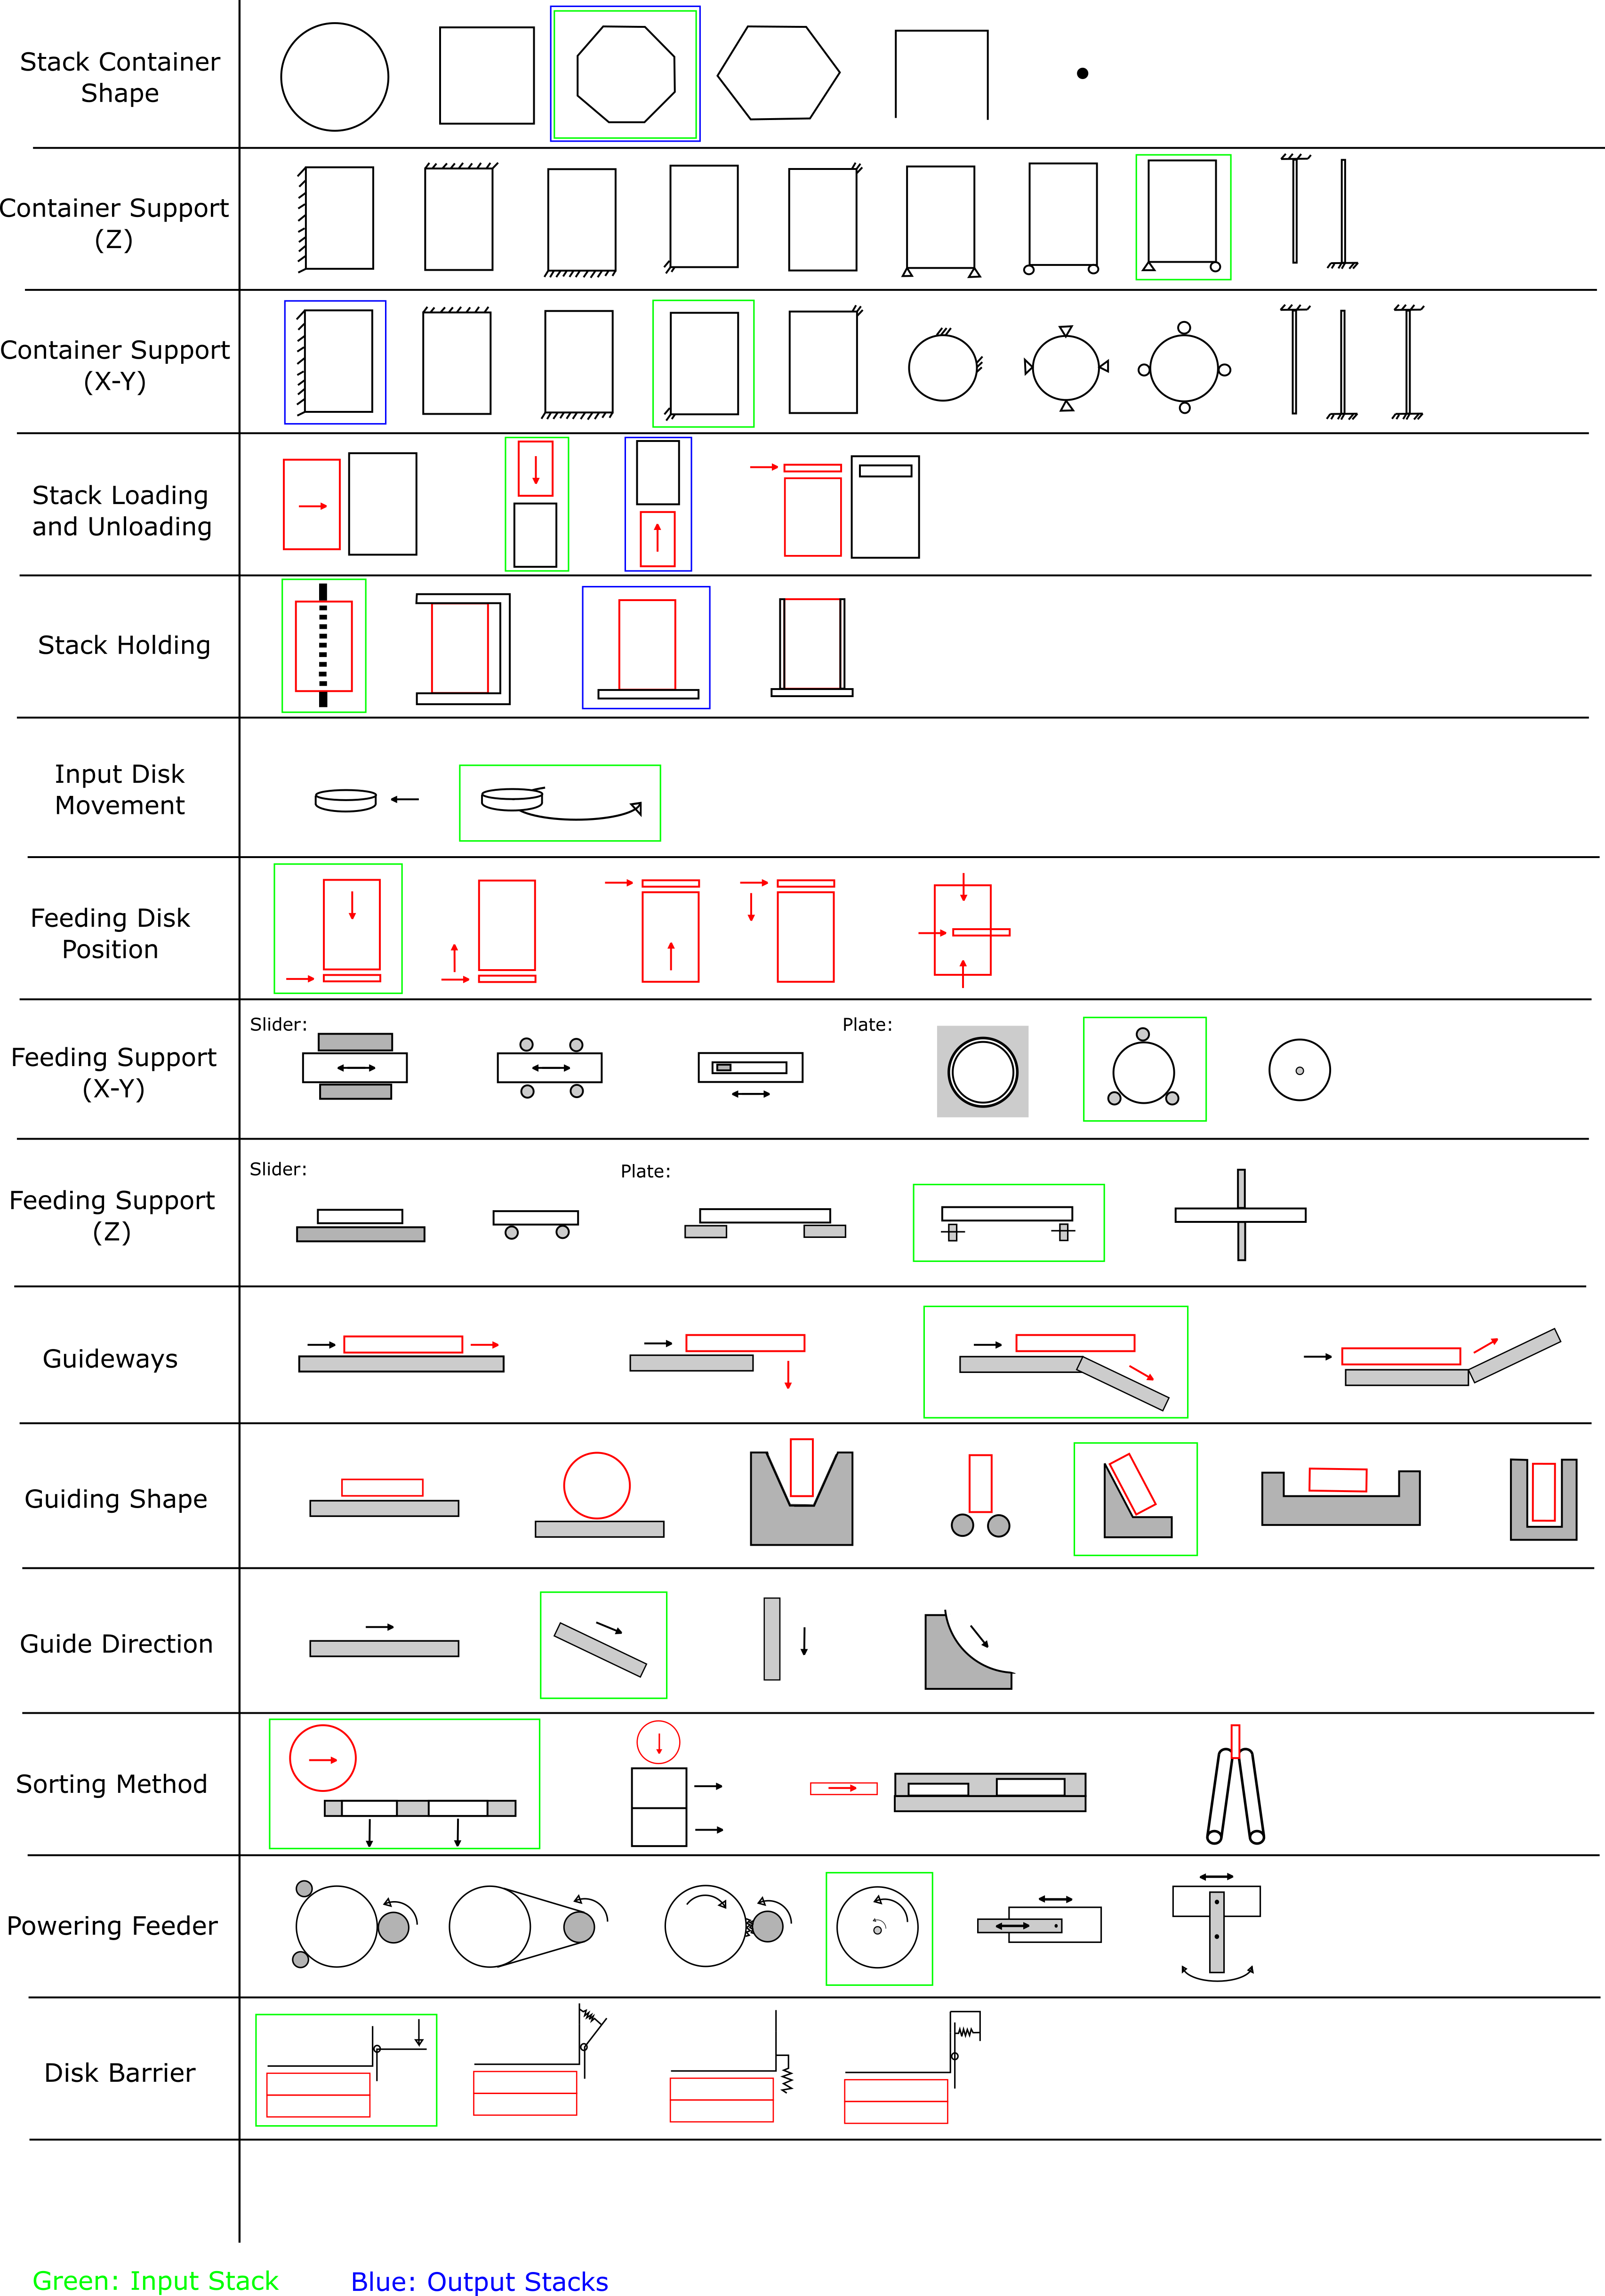 Stack Container
Shape
Container Support
(Z)
Container Support
(X-Y)
Stack Loading
and Unloading
Stack Holding
Input Disk
Movement
Feeding Disk
Position
Feeding Support
(X-Y)
Slider:
Plate:
Feeding Support
(Z)
Slider:
Plate:
Guideways
Guiding Shape
Guide Direction
Sorting Method
Powering Feeder
Disk Barrier
Green: Input Stack
Blue: Output Stacks